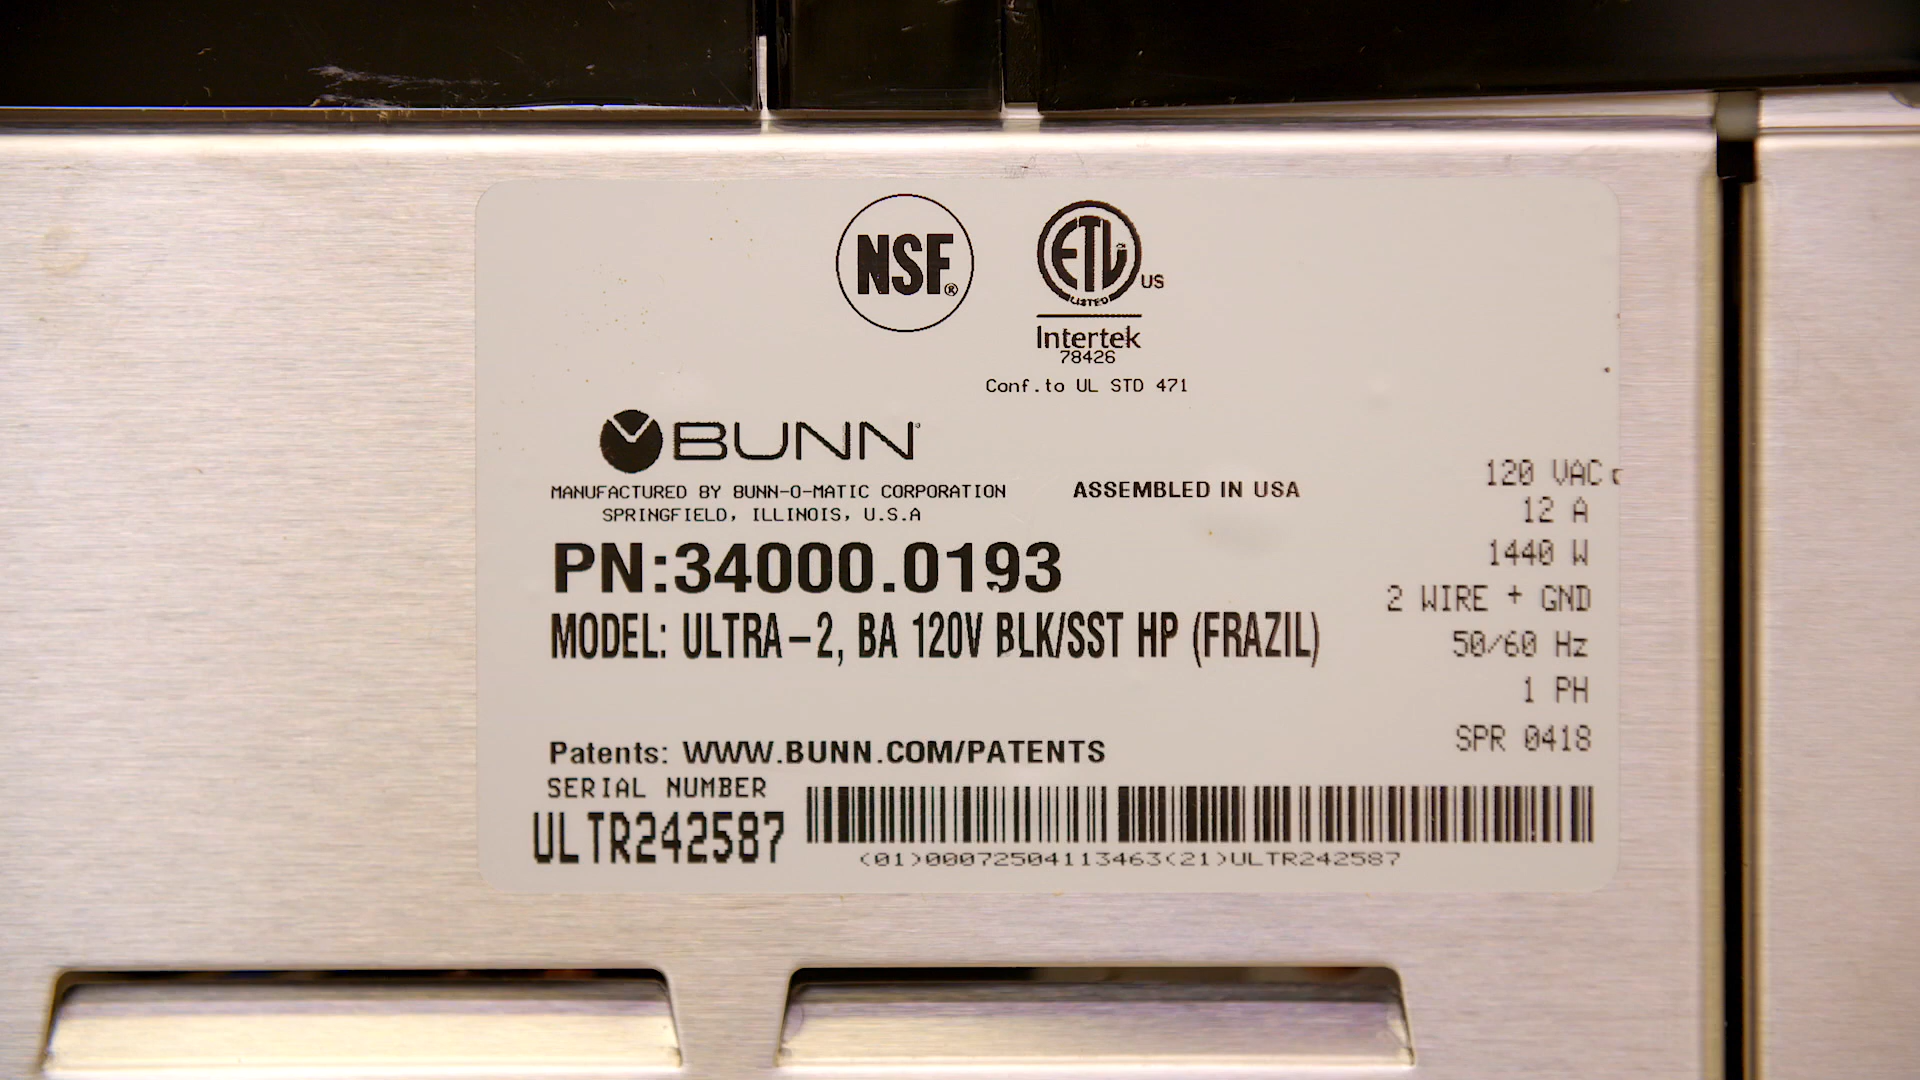 NSF®
ETL
LISTED
US
Intertek
78426
Conf.to UL STD 471
BUNN®
MANUFACTURED BY BUNN-O-MATIC CORPORATION
SPRINGFIELD, ILLINOIS, U.S.A
ASSEMBLED IN USA
PN:34000.0193
MODEL: ULTRA-2, BA 120V BLK/SST HP (FRAZIL)
120 VAC
12 A
1440 W
2 WIRE + GND
50/60 Hz
1 PH
SPR 0418
Patents: WWW.BUNN.COM/PATENTS
SERIAL NUMBER
ULTR242587
(01)00072504113463(21)ULTR242587